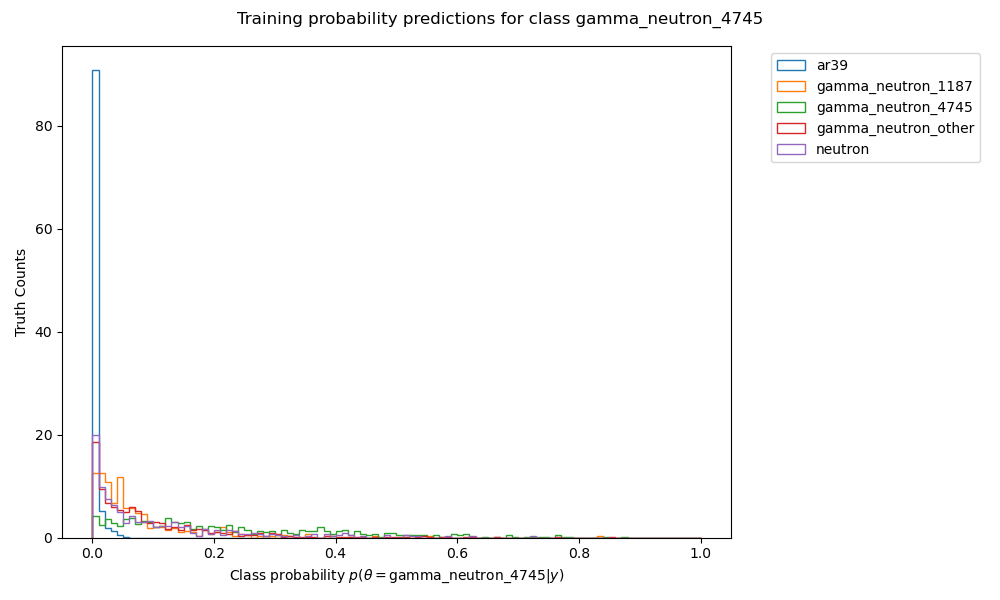 Training probability predictions for class gamma_neutron_4745
ar39
gamma_neutron_1187
gamma_neutron_4745
gamma_neutron_other
neutron
Truth Counts
80
60
40
20
0
0.0 0.2 0.4 0.6 0.8 1.0
Class probability p(θ = gamma_neutron_4745|y)